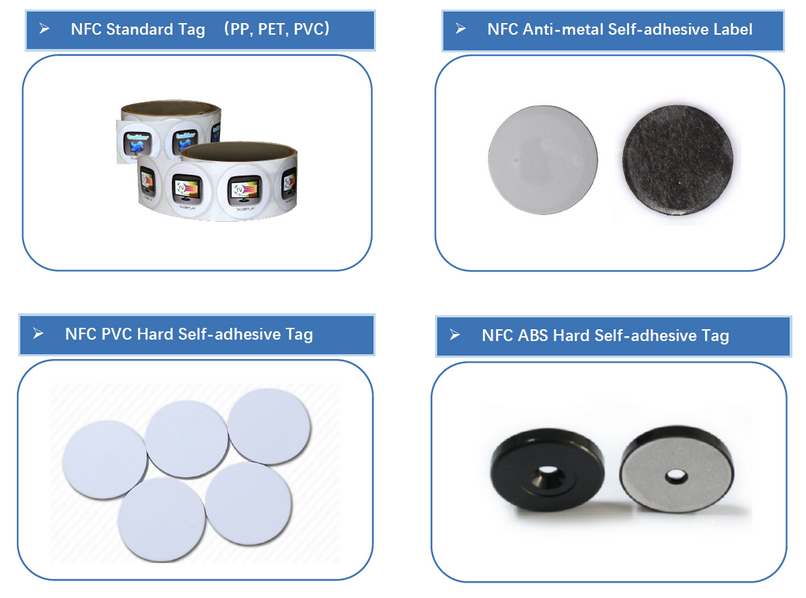 NFC Standard Tag （PP, PET, PVC）
NFC Anti-metal Self-adhesive Label
NFC PVC Hard Self-adhesive Tag
NFC ABS Hard Self-adhesive Tag